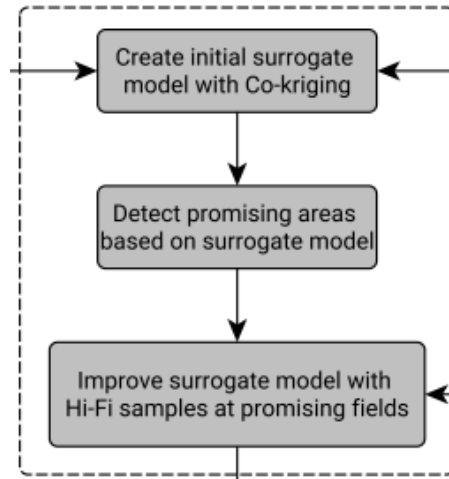 Create initial surrogate
model with Co-kriging
Detect promising areas
based on surrogate model
Improve surrogate model with
Hi-Fi samples at promising fields